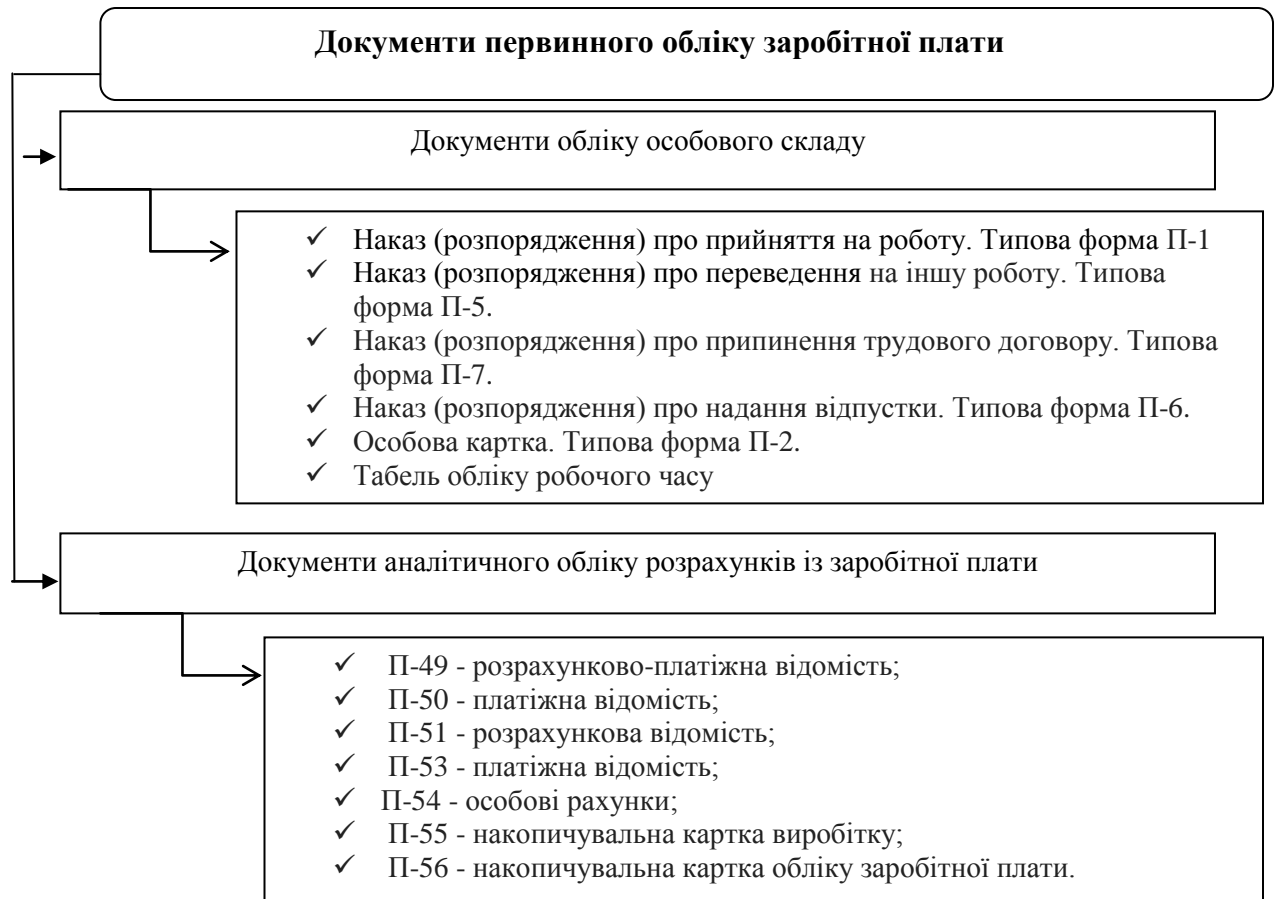 Документи первинного обліку заробітної плати
Документи обліку особового складу
✓ Наказ (розпорядження) про прийняття на роботу. Типова форма П-1
✓ Наказ (розпорядження) про переведення на іншу роботу. Типова
форма П-5.
✓ Наказ (розпорядження) про припинення трудового договору. Типова
форма П-7.
✓ Наказ (розпорядження) про надання відпустки. Типова форма П-6.
✓ Особова картка. Типова форма П-2.
✓ Табель обліку робочого часу
Документи аналітичного обліку розрахунків із заробітної плати
✓ П-49 - розрахунково-платіжна відомість;
✓ П-50 - платіжна відомість;
✓ П-51 - розрахункова відомість;
✓ П-53 - платіжна відомість;
✓ П-54 - особові рахунки;
✓ П-55 - накопичувальна картка виробітку;
✓ П-56 - накопичувальна картка обліку заробітної плати.